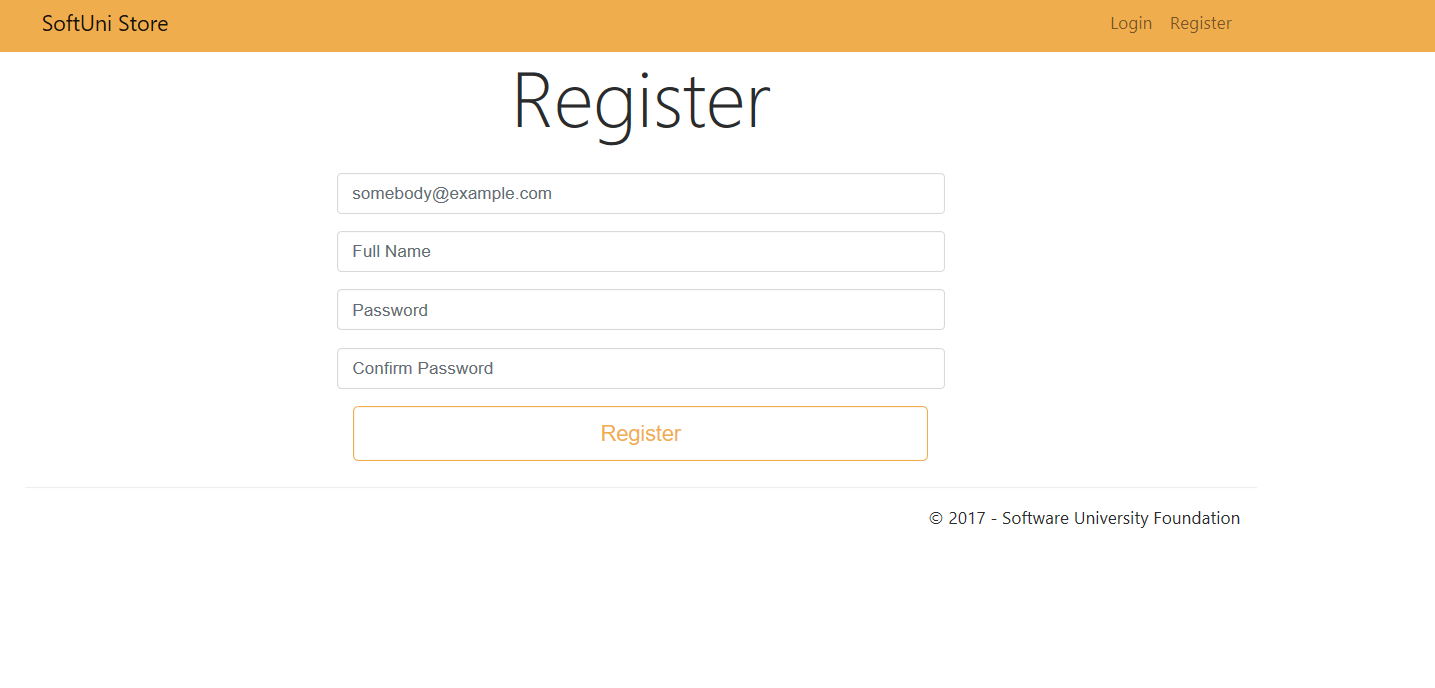 SoftUni Store Login Register
Register
somebody@example.com
Full Name
Password
Confirm Password
Register
© 2017 - Software University Foundation